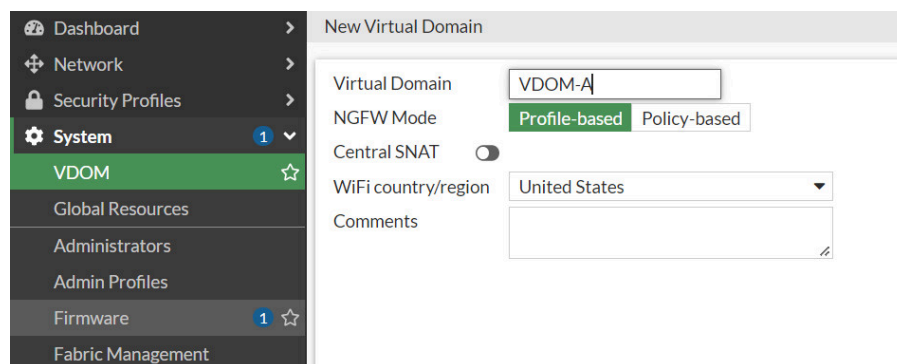 Dashboard
Network
Security Profiles
System 1
VDOM
Global Resources
Administrators
Admin Profiles
Firmware 1
Fabric Management
New Virtual Domain
Virtual Domain VDOM-A
NGFW Mode Profile-based Policy-based
Central SNAT
WiFi country/region United States
Comments